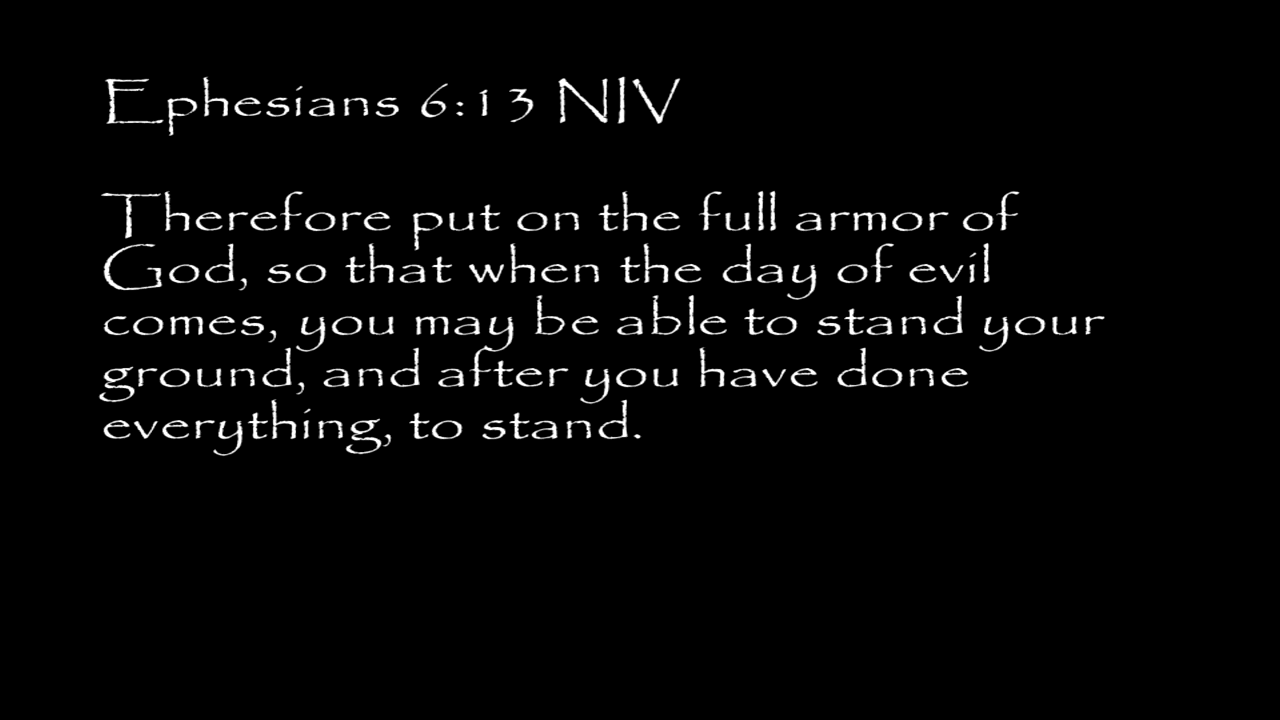 Ephesians 6:13 NIV
Therefore put on the full armor of
God, so that when the day of evil
comes, you may be able to stand your
ground, and after you have done
everything, to stand.